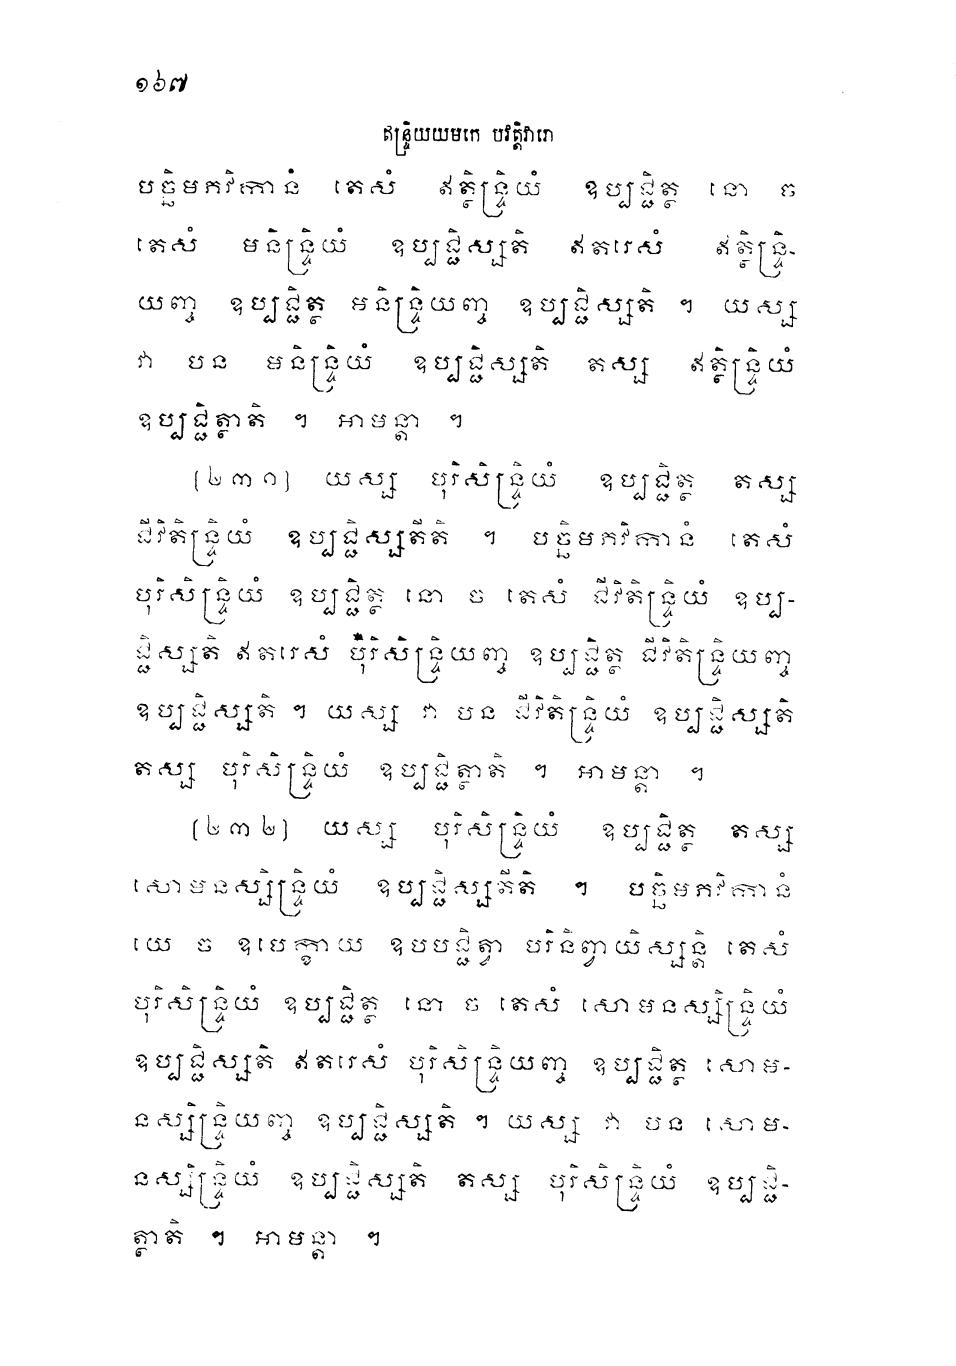 ១៦៧
ឥន្ទ្រិយយមកេ បវត្តិវារោ
បច្ឆិមភវិកានំ តេសំ ឥត្ថិន្ទ្រិយំ ឧប្បជ្ជិត្ថ នោ ច
តេសំ មនិន្ទ្រិយំ ឧប្បជ្ជិស្សតិ ឥតរេសំ ឥត្ថិន្ទ្រិ-
យញ្ច ឧប្បជ្ជិត្ថ មនិន្ទ្រិយញ្ច ឧប្បជ្ជិស្សតិ ។ យស្ស
វា បន មនិន្ទ្រិយំ ឧប្បជ្ជិស្សតិ តស្ស ឥត្ថិន្ទ្រិយំ
ឧប្បជ្ជិត្ថាតិ ។ អាមន្តា ។
(២៣១) យស្ស បុរិសិន្ទ្រិយំ ឧប្បជ្ជិត្ថ តស្ស
ជីវិតិន្ទ្រិយំ ឧប្បជ្ជិស្សតីតិ ។ បច្ឆិមភវិកានំ តេសំ
បុរិសិន្ទ្រិយំ ឧប្បជ្ជិត្ថ នោ ច តេសំ ជីវិតិន្ទ្រិយំ ឧប្ប-
ជ្ជិស្សតិ ឥតរេសំ បុរិសិន្ទ្រិយញ្ច ឧប្បជ្ជិត្ថ ជីវិតិន្ទ្រិយញ្ច
ឧប្បជ្ជិស្សតិ ។ យស្ស វា បន ជីវិតិន្ទ្រិយំ ឧប្បជ្ជិស្សតិ
តស្ស បុរិសិន្ទ្រិយំ ឧប្បជ្ជិត្ថាតិ ។ អាមន្តា ។
(២៣២) យស្ស បុរិសិន្ទ្រិយំ ឧប្បជ្ជិត្ថ តស្ស
សោមនស្សិន្ទ្រិយំ ឧប្បជ្ជិស្សតីតិ ។ បច្ឆិមភវិកានំ
យេ ច ឧបេក្ខាយ ឧបបជ្ជិត្វា បរិនិព្វាយិស្សន្តិ តេសំ
បុរិសិន្ទ្រិយំ ឧប្បជ្ជិត្ថ នោ ច តេសំ សោមនស្សិន្ទ្រិយំ
ឧប្បជ្ជិស្សតិ ឥតរេសំ បុរិសិន្ទ្រិយញ្ច ឧប្បជ្ជិត្ថ សោម-
នស្សិន្ទ្រិយញ្ច ឧប្បជ្ជិស្សតិ ។ យស្ស វា បន សោម-
នស្សិន្ទ្រិយំ ឧប្បជ្ជិស្សតិ តស្ស បុរិសិន្ទ្រិយំ ឧប្បជ្ជិ-
ត្ថាតិ ។ អាមន្តា ។